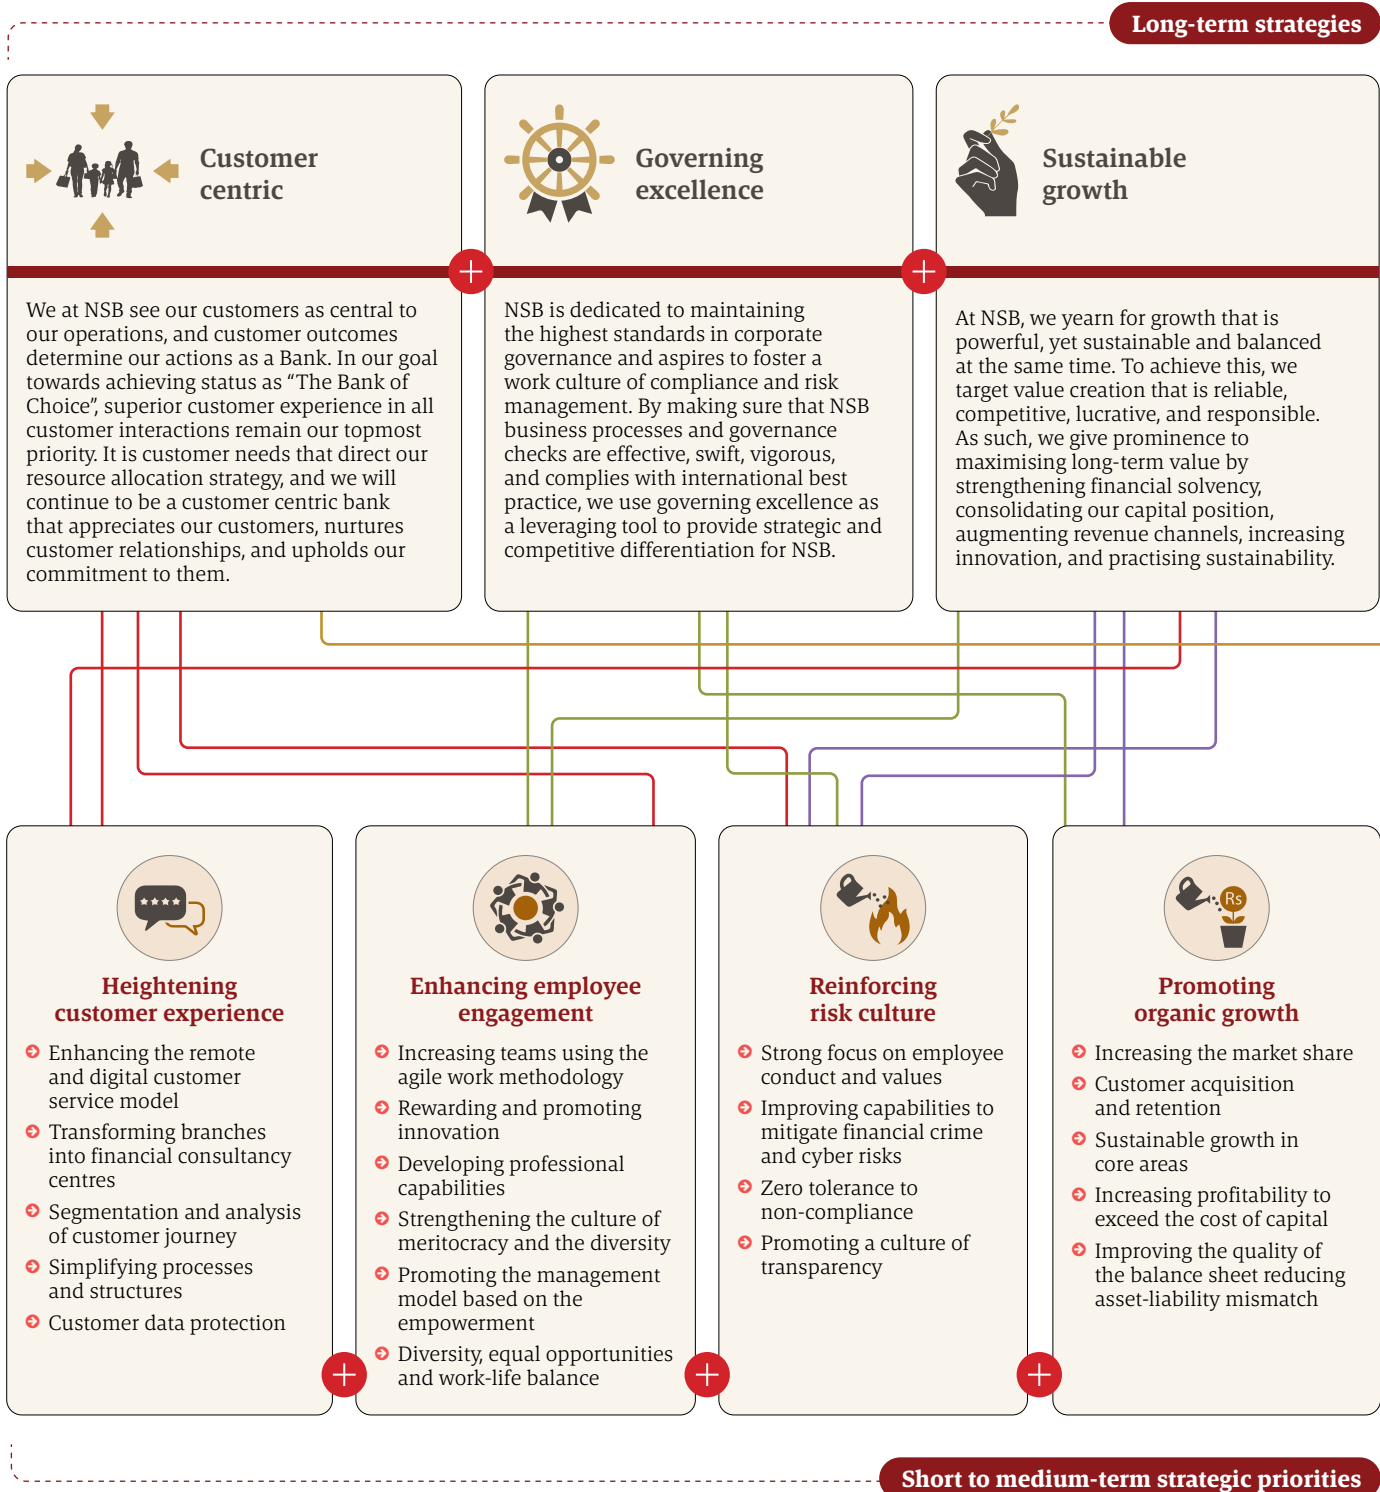 Long-term strategies
Customer
centric
We at NSB see our customers as central to
our operations, and customer outcomes
determine our actions as a Bank. In our goal
towards achieving status as “The Bank of
Choice”, superior customer experience in all
customer interactions remain our topmost
priority. It is customer needs that direct our
resource allocation strategy, and we will
continue to be a customer centric bank
that appreciates our customers, nurtures
customer relationships, and upholds our
commitment to them.
Governing
excellence
NSB is dedicated to maintaining
the highest standards in corporate
governance and aspires to foster a
work culture of compliance and risk
management. By making sure that NSB
business processes and governance
checks are effective, swift, vigorous,
and complies with international best
practice, we use governing excellence as
a leveraging tool to provide strategic and
competitive differentiation for NSB.
Sustainable
growth
At NSB, we yearn for growth that is
powerful, yet sustainable and balanced
at the same time. To achieve this, we
target value creation that is reliable,
competitive, lucrative, and responsible.
As such, we give prominence to
maximising long-term value by
strengthening financial solvency,
consolidating our capital position,
augmenting revenue channels, increasing
innovation, and practising sustainability.
Heightening
customer experience
Enhancing the remote
and digital customer
service model
Transforming branches
into financial consultancy
centres
Segmentation and analysis
of customer journey
Simplifying processes
and structures
Customer data protection
Enhancing employee
engagement
Increasing teams using the
agile work methodology
Rewarding and promoting
innovation
Developing professional
capabilities
Strengthening the culture of
meritocracy and the diversity
Promoting the management
model based on the
empowerment
Diversity, equal opportunities
and work-life balance
Reinforcing
risk culture
Strong focus on employee
conduct and values
Improving capabilities to
mitigate financial crime
and cyber risks
Zero tolerance to
non-compliance
Promoting a culture of
transparency
Rs
Promoting
organic growth
Increasing the market share
Customer acquisition
and retention
Sustainable growth in
core areas
Increasing profitability to
exceed the cost of capital
Improving the quality of
the balance sheet reducing
asset-liability mismatch
Short to medium-term strategic priorities